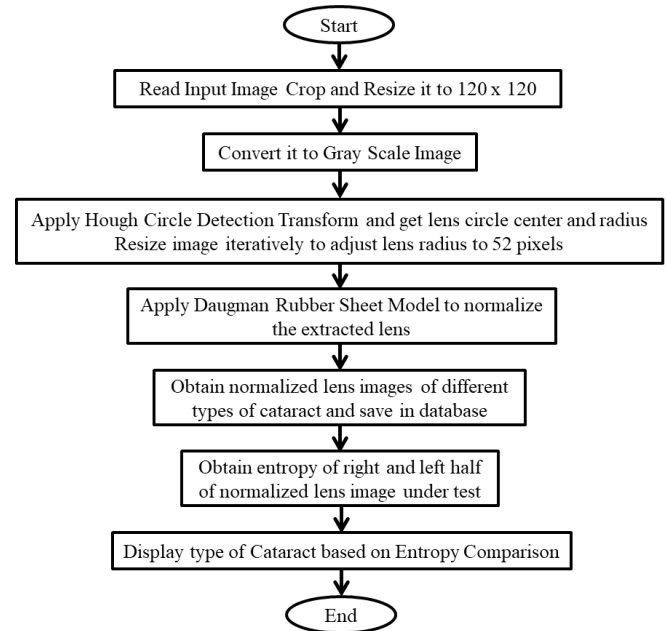 Start
Read Input Image Crop and Resize it to 120 x 120
Convert it to Gray Scale Image
Apply Hough Circle Detection Transform and get lens circle center and radius
Resize image iteratively to adjust lens radius to 52 pixels
Apply Daugman Rubber Sheet Model to normalize
the extracted lens
Obtain normalized lens images of different
types of cataract and save in database
Obtain entropy of right and left half
of normalized lens image under test
Display type of Cataract based on Entropy Comparison
End